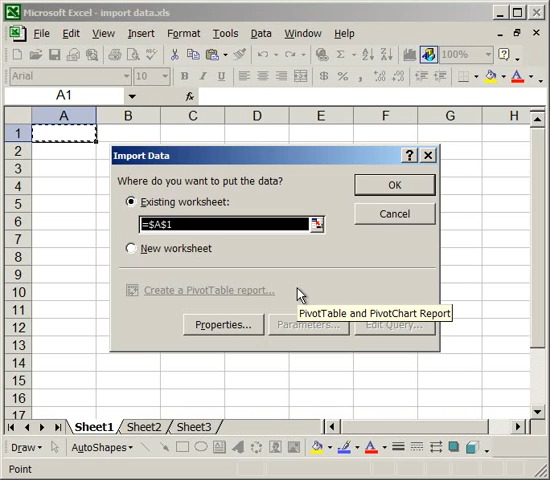 Microsoft Excel - import data.xls
File Edit View Insert Format Tools Data Window Help
100%
Arial 10 B I U $ % ,
A1 fx
A B C D E F G H
1
2
3
4
5
6
7
8
9
10
11
12
13
14
15
16
17
Import Data
Where do you want to put the data?
Existing worksheet:
=$A$1
New worksheet
OK
Cancel
Create a PivotTable report...
PivotTable and PivotChart Report
Properties... Parameters... Edit Query...
Sheet1 Sheet2 Sheet3
Draw AutoShapes
Point